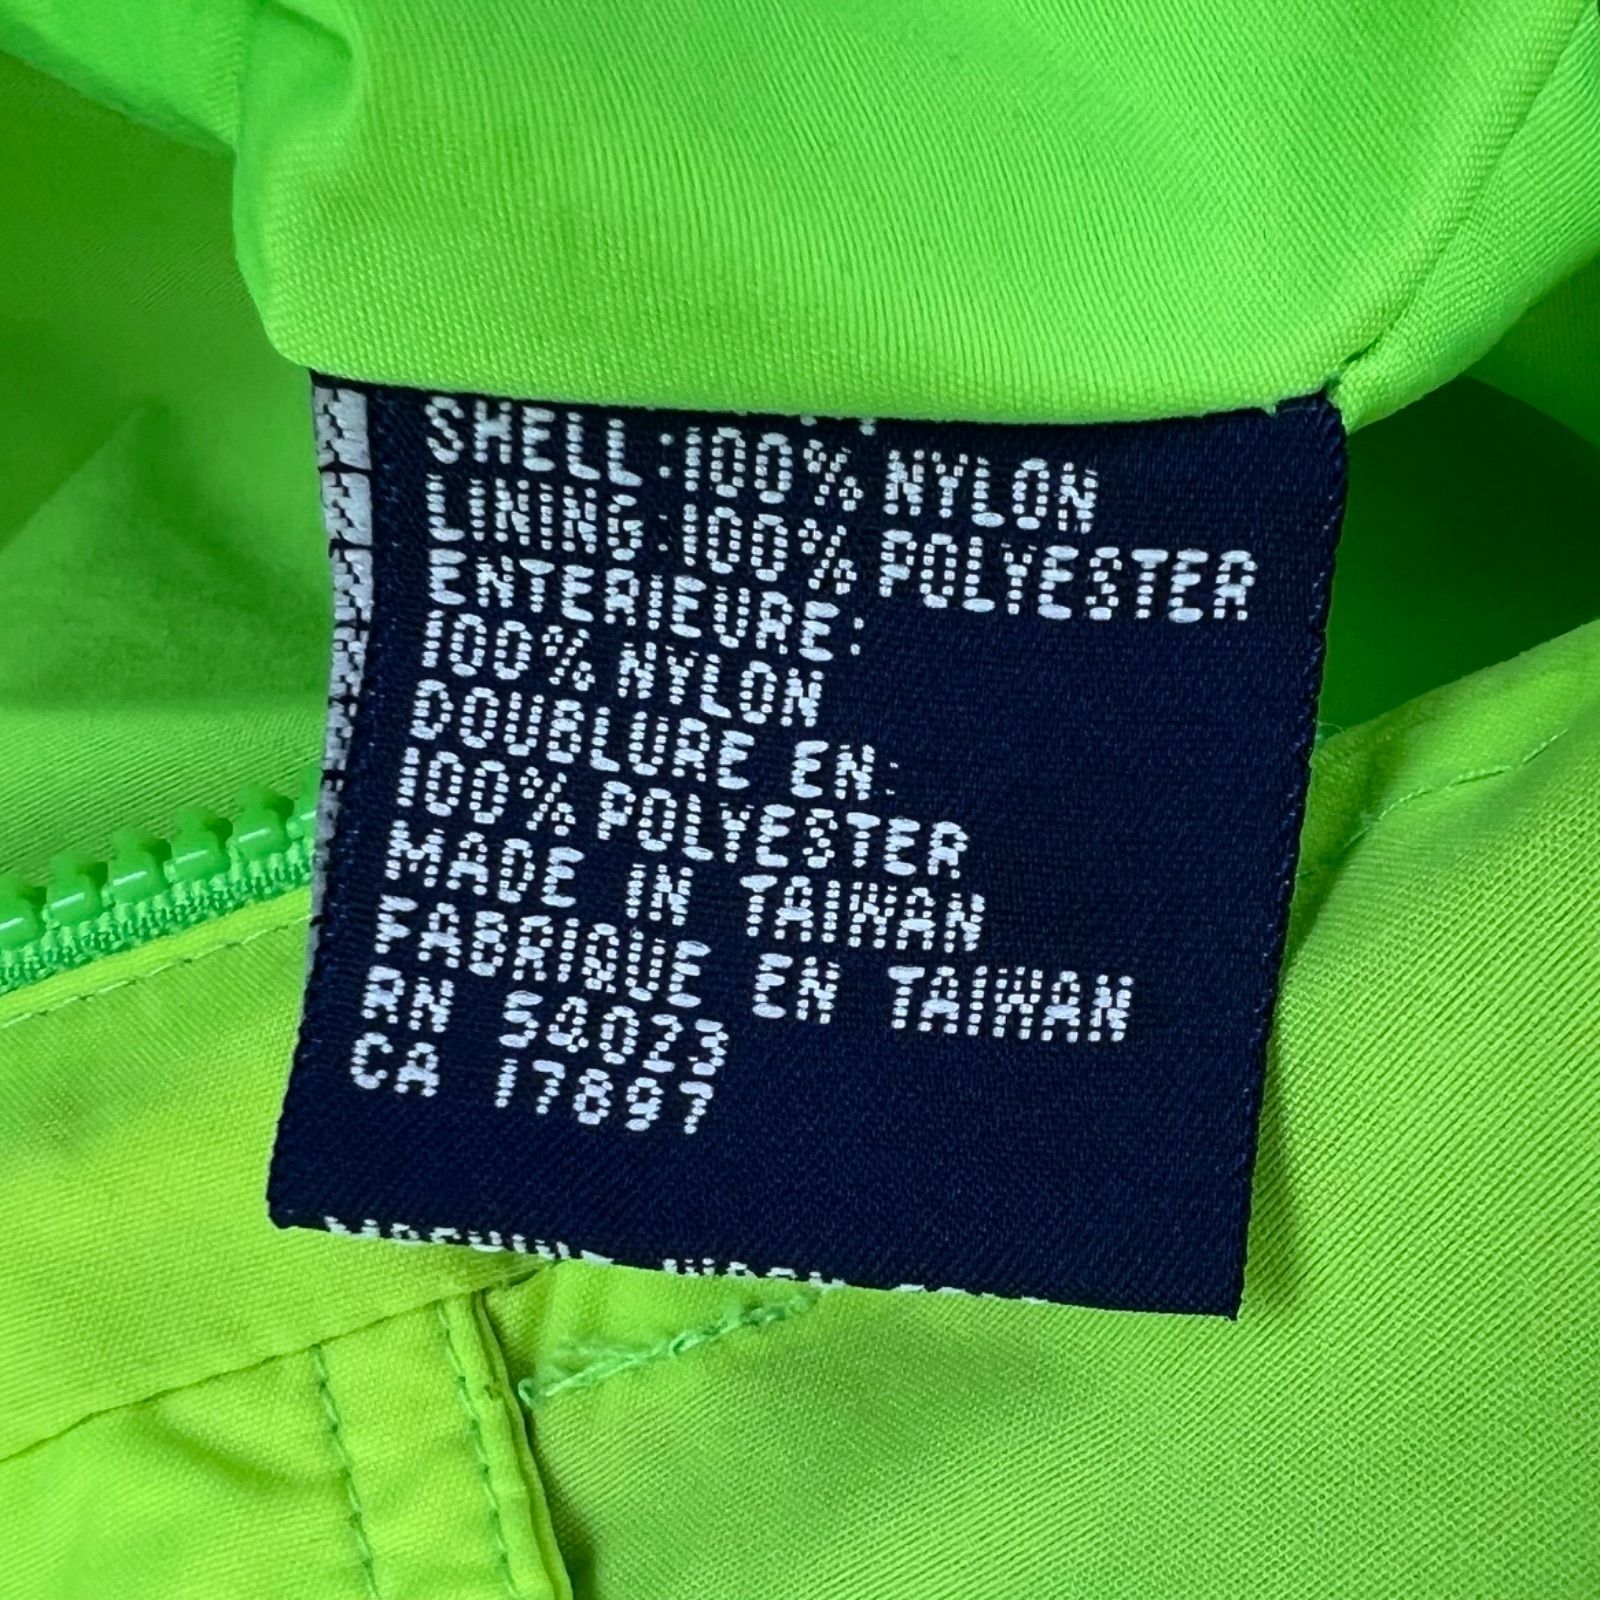 SHELL:100% NYLON
LINING:100% POLYESTER
ENTERIEURE:
100% NYLON
DOUBLURE EN:
100% POLYESTER
MADE IN TAIWAN
FABRIQUE EN TAIWAN
RN 54023
CA 17897